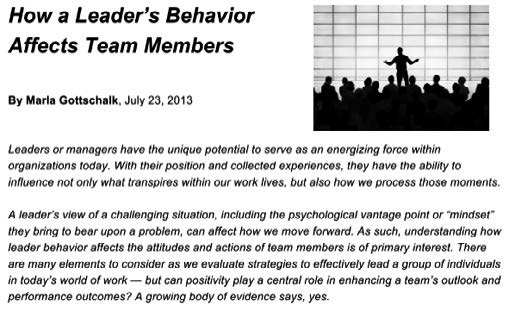 How a Leader’s Behavior
Affects Team Members
By Marla Gottschalk, July 23, 2013
Leaders or managers have the unique potential to serve as an energizing force within
organizations today. With their position and collected experiences, they have the ability to
influence not only what transpires within our work lives, but also how we process those moments.
A leader’s view of a challenging situation, including the psychological vantage point or “mindset”
they bring to bear upon a problem, can affect how we move forward. As such, understanding how
leader behavior affects the attitudes and actions of team members is of primary interest. There
are many elements to consider as we evaluate strategies to effectively lead a group of individuals
in today’s world of work — but can positivity play a central role in enhancing a team’s outlook and
performance outcomes? A growing body of evidence says, yes.